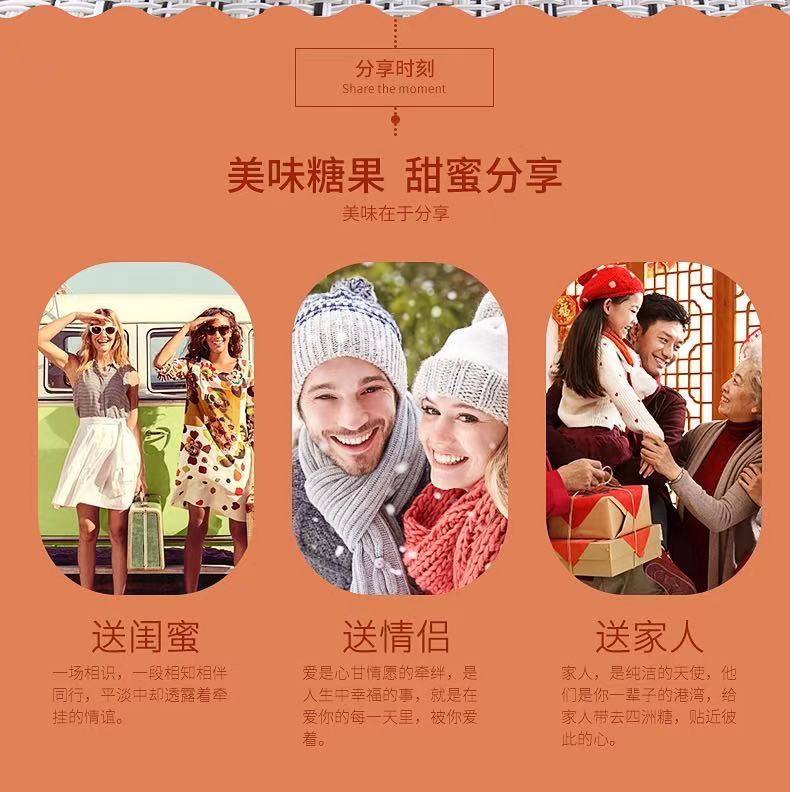 分享时刻
Share the moment
美味糖果 甜蜜分享
美味在于分享
送闺蜜
一场相识，一段相知相伴
同行，平淡中却透露着牵
挂的情谊。
送情侣
爱是心甘情愿的牵绊，是
人生中幸福的事，就是在
爱你的每一天里，被你爱
着。
送家人
家人，是纯洁的天使，他
们是你一辈子的港湾，给
家人带去四洲糖，贴近彼
此的心。